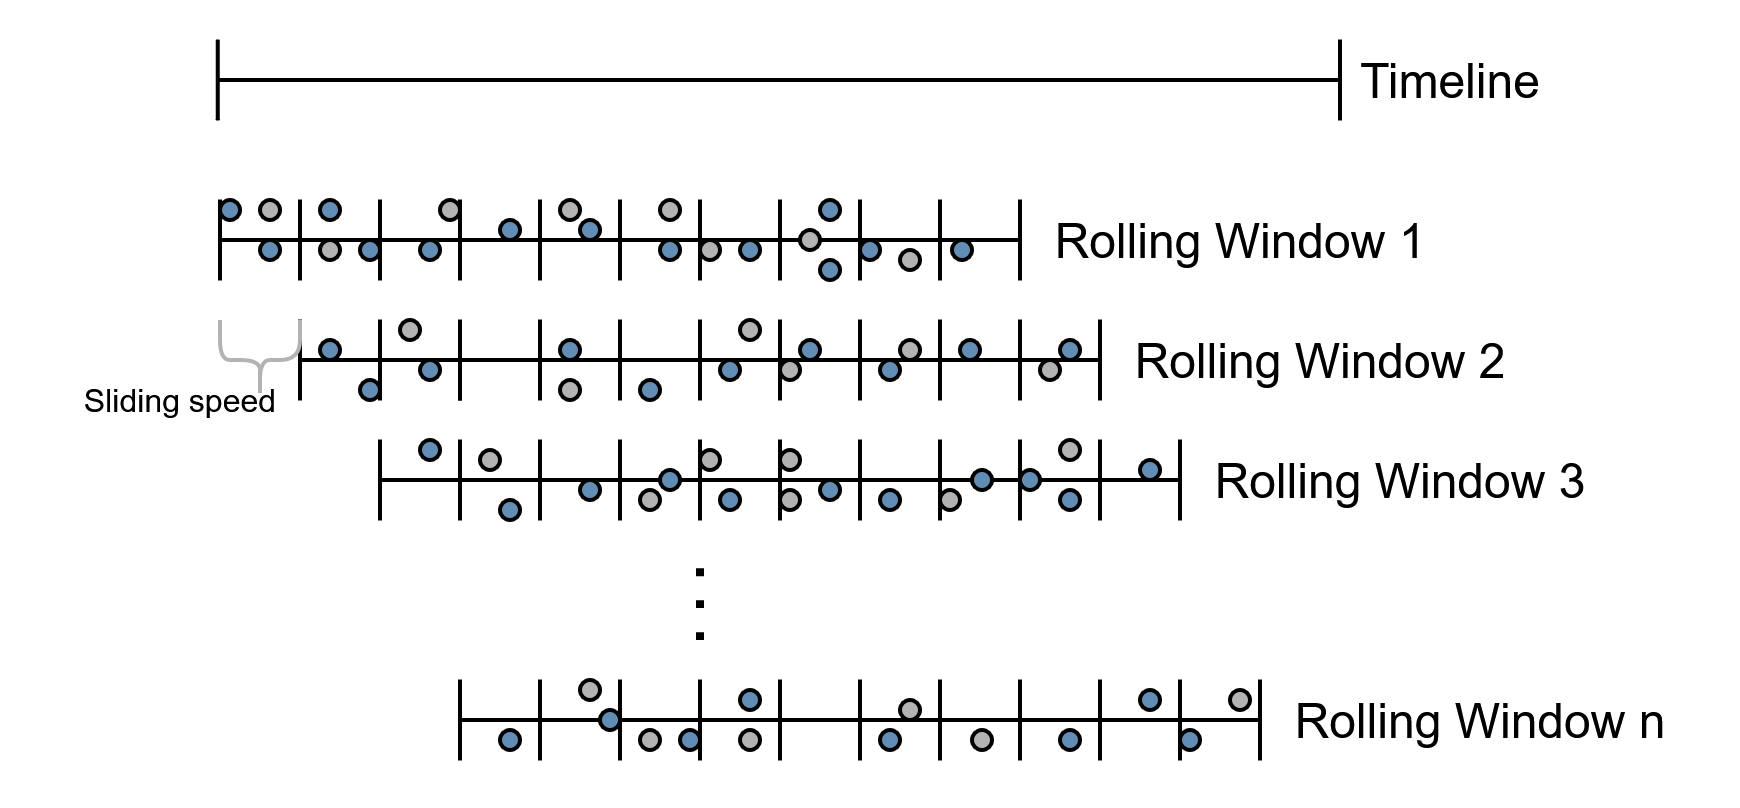 Timeline
Rolling Window 1
Rolling Window 2
Sliding speed
Rolling Window 3
Rolling Window n